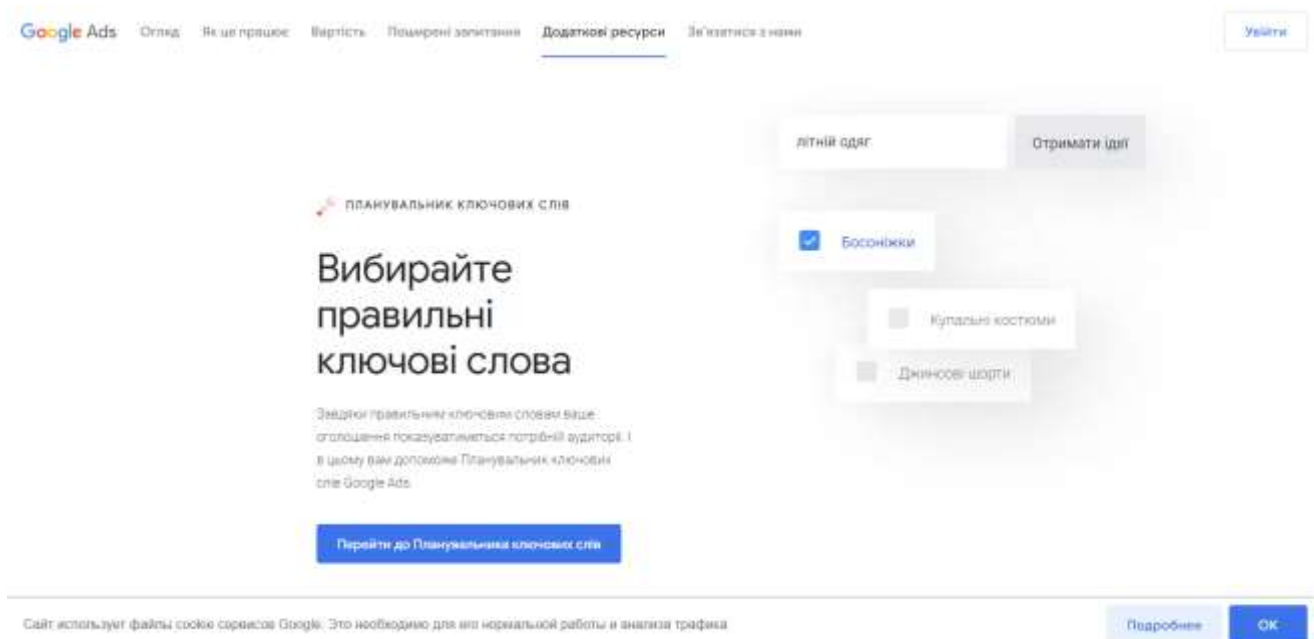 Google Ads Огляд Як це працює Вартість Поширені запитання Додаткові ресурси Зв'язатися з нами Увійти
літній одяг Отримати ідеї
ПЛАНУВАЛЬНИК КЛЮЧОВИХ СЛІВ
Босоніжки
Вибирайте
правильні
ключові слова
Купальні костюми
Джинсові шорти
Завдяки правильним ключовим словам ваше
оголошення показуватиметься потрібній аудиторії. І
в цьому вам допоможе Планувальник ключових
слів Google Ads.
Перейти до Планувальника ключових слів
Сайт использует файлы cookie сервисов Google. Это необходимо для его нормальной работы и анализа трафика Подробнее ОК